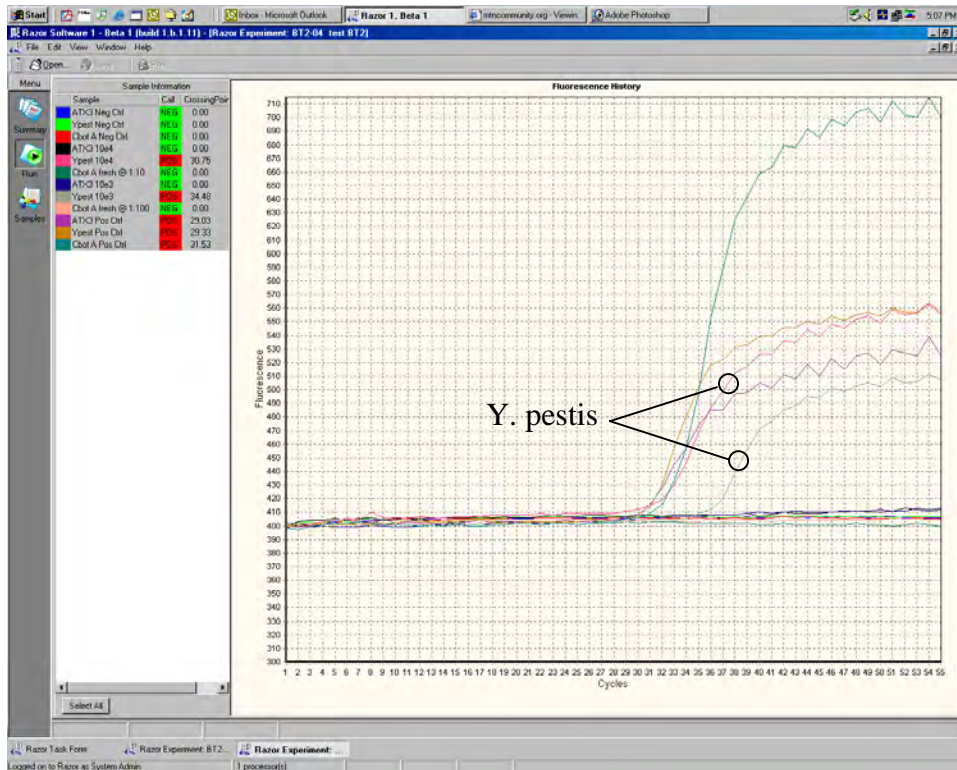 Start Inbox - Microsoft Outlook Razor 1, Beta 1 mtncommunity.org - Viewin... Adobe Photoshop 5:07 PM
Razor Software 1 - Beta 1 (build 1.b.1.11) - [Razor Experiment: BT2-04 test BT2]
File Edit View Window Help
Open...
Menu
Summary
Run
Samples
Sample Information
Sample Call CrossingPoin
ATX3 Neg Ctrl NEG 0.00
Ypest Neg Ctrl NEG 0.00
Cbot A Neg Ctrl NEG 0.00
ATX3 10e4 NEG 0.00
Ypest 10e4 POS 30.75
Cbot A fresh @ 1:10 NEG 0.00
ATX3 10e3 NEG 0.00
Ypest 10e3 POS 34.48
Cbot A fresh @ 1:100 NEG 0.00
ATX3 Pos Ctrl POS 29.03
Ypest Pos Ctrl POS 29.33
Cbot A Pos Ctrl POS 31.53
Select All
Fluorescence History
710
700
690
680
670
660
650
640
630
620
610
600
590
580
570
560
550
540
530
520
510
500
490
480
470
460
450
440
430
420
410
400
390
380
370
360
350
340
330
320
310
300
Fluorescence
Y. pestis
1 2 3 4 5 6 7 8 9 10 11 12 13 14 15 16 17 18 19 20 21 22 23 24 25 26 27 28 29 30 31 32 33 34 35 36 37 38 39 40 41 42 43 44 45 46 47 48 49 50 51 52 53 54 55
Cycles
Razor Task Form Razor Experiment: BT2... Razor Experiment: ...
Logged on to Razor as System Admin 1 processor(s)